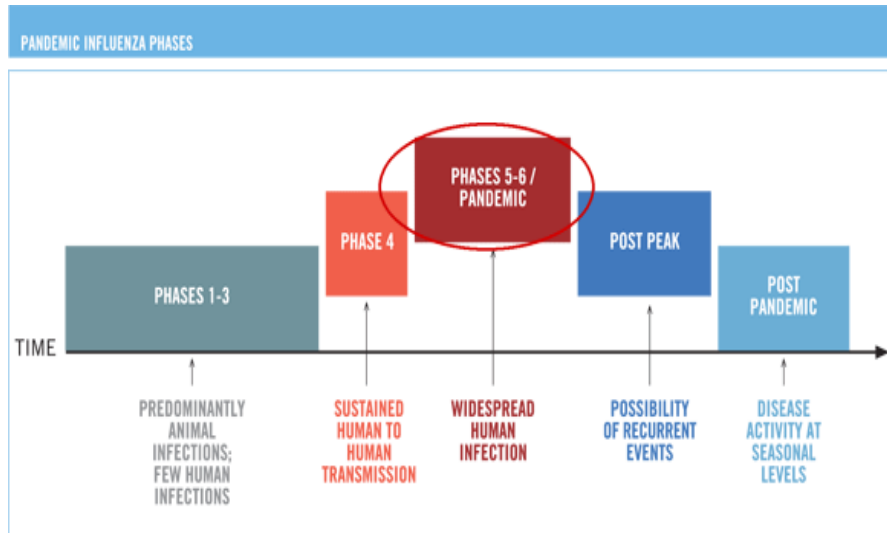 PANDEMIC INFLUENZA PHASES
PHASES 5-6 /
PANDEMIC
PHASE 4
POST PEAK
PHASES 1-3
POST
PANDEMIC
TIME
PREDOMINANTLY
ANIMAL
INFECTIONS;
FEW HUMAN
INFECTIONS
SUSTAINED
HUMAN TO
HUMAN
TRANSMISSION
WIDESPREAD
HUMAN
INFECTION
POSSIBILITY
OF RECURRENT
EVENTS
DISEASE
ACTIVITY AT
SEASONAL
LEVELS